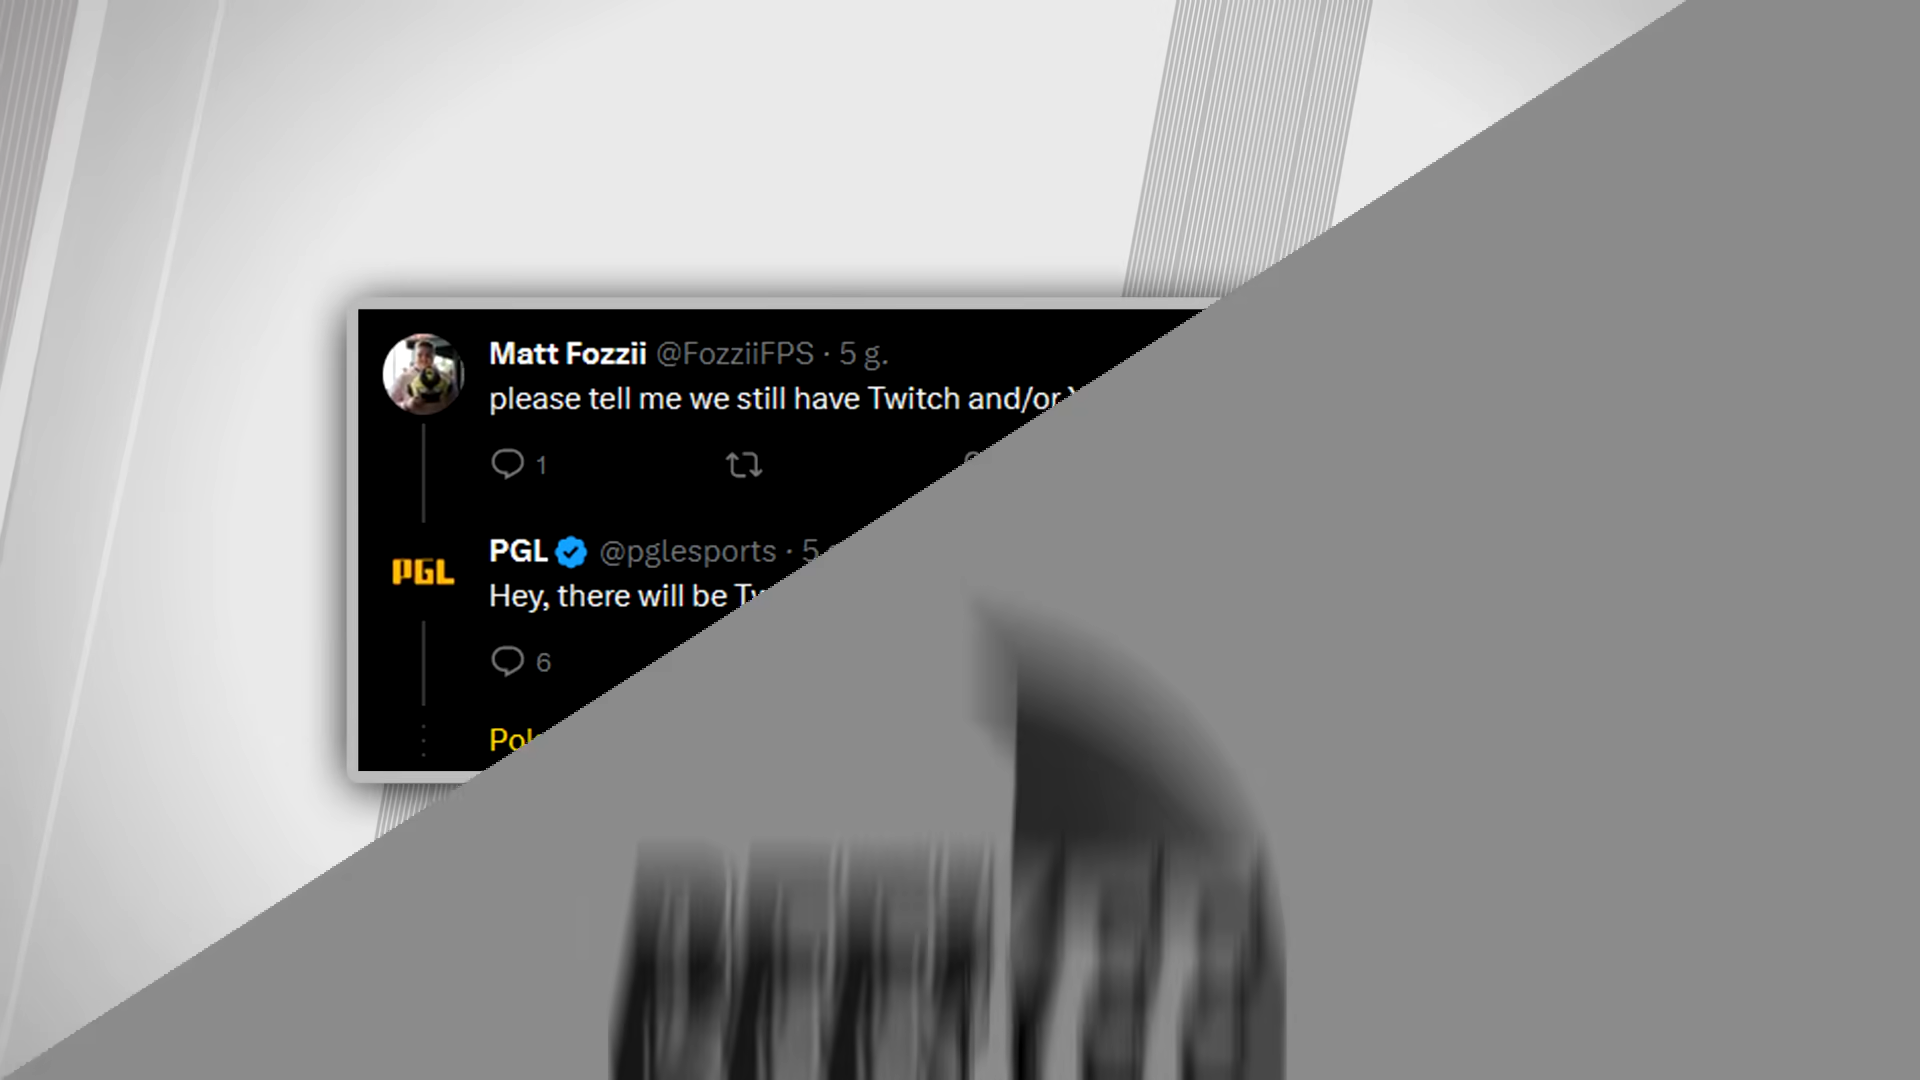 Matt Fozzii @FozziiFPS · 5 g.
please tell me we still have Twitch and/or
1
PGL @pglesports · 5
PGL
Hey, there will be
6